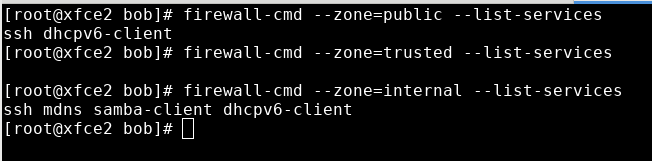 [root@xfce2 bob]# firewall-cmd --zone=public --list-services
ssh dhcpv6-client
[root@xfce2 bob]# firewall-cmd --zone=trusted --list-services

[root@xfce2 bob]# firewall-cmd --zone=internal --list-services
ssh mdns samba-client dhcpv6-client
[root@xfce2 bob]#